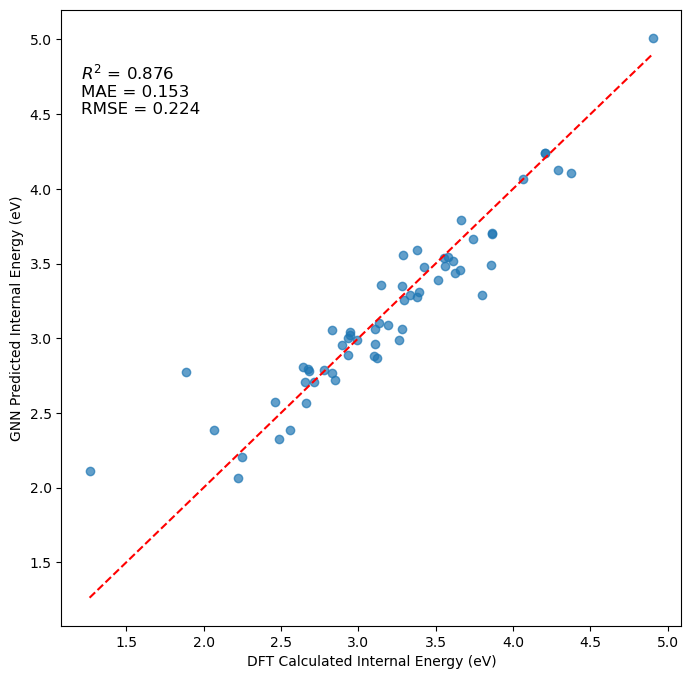 R² = 0.876
MAE = 0.153
RMSE = 0.224
5.0
4.5
4.0
3.5
3.0
2.5
2.0
1.5
GNN Predicted Internal Energy (eV)
1.5 2.0 2.5 3.0 3.5 4.0 4.5 5.0
DFT Calculated Internal Energy (eV)